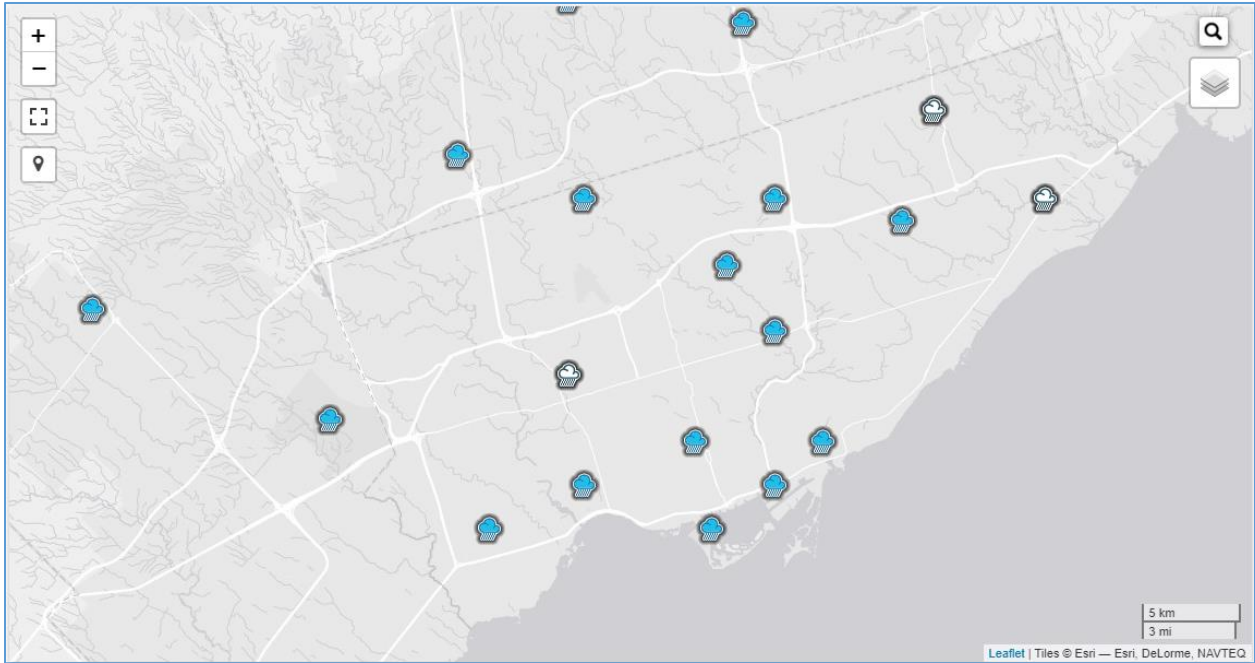 +
−
5 km
3 mi
Leaflet | Tiles © Esri — Esri, DeLorme, NAVTEQ